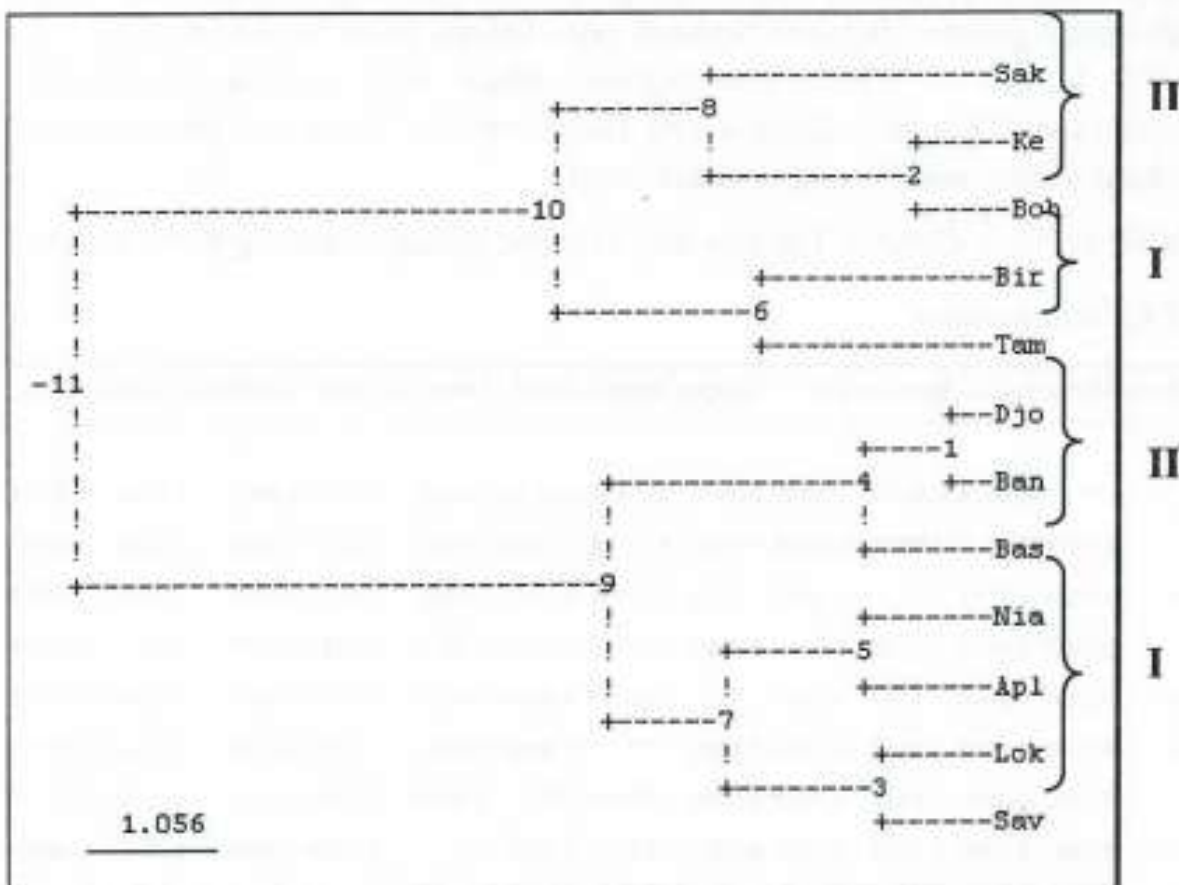 Sak
8
II
Ke
2
10
Bob
Bir
I
6
Tam
-11
Djo
1
4
Ban
II
Bas
9
Nia
5
Apl
I
7
Lok
3
1.056
Sav